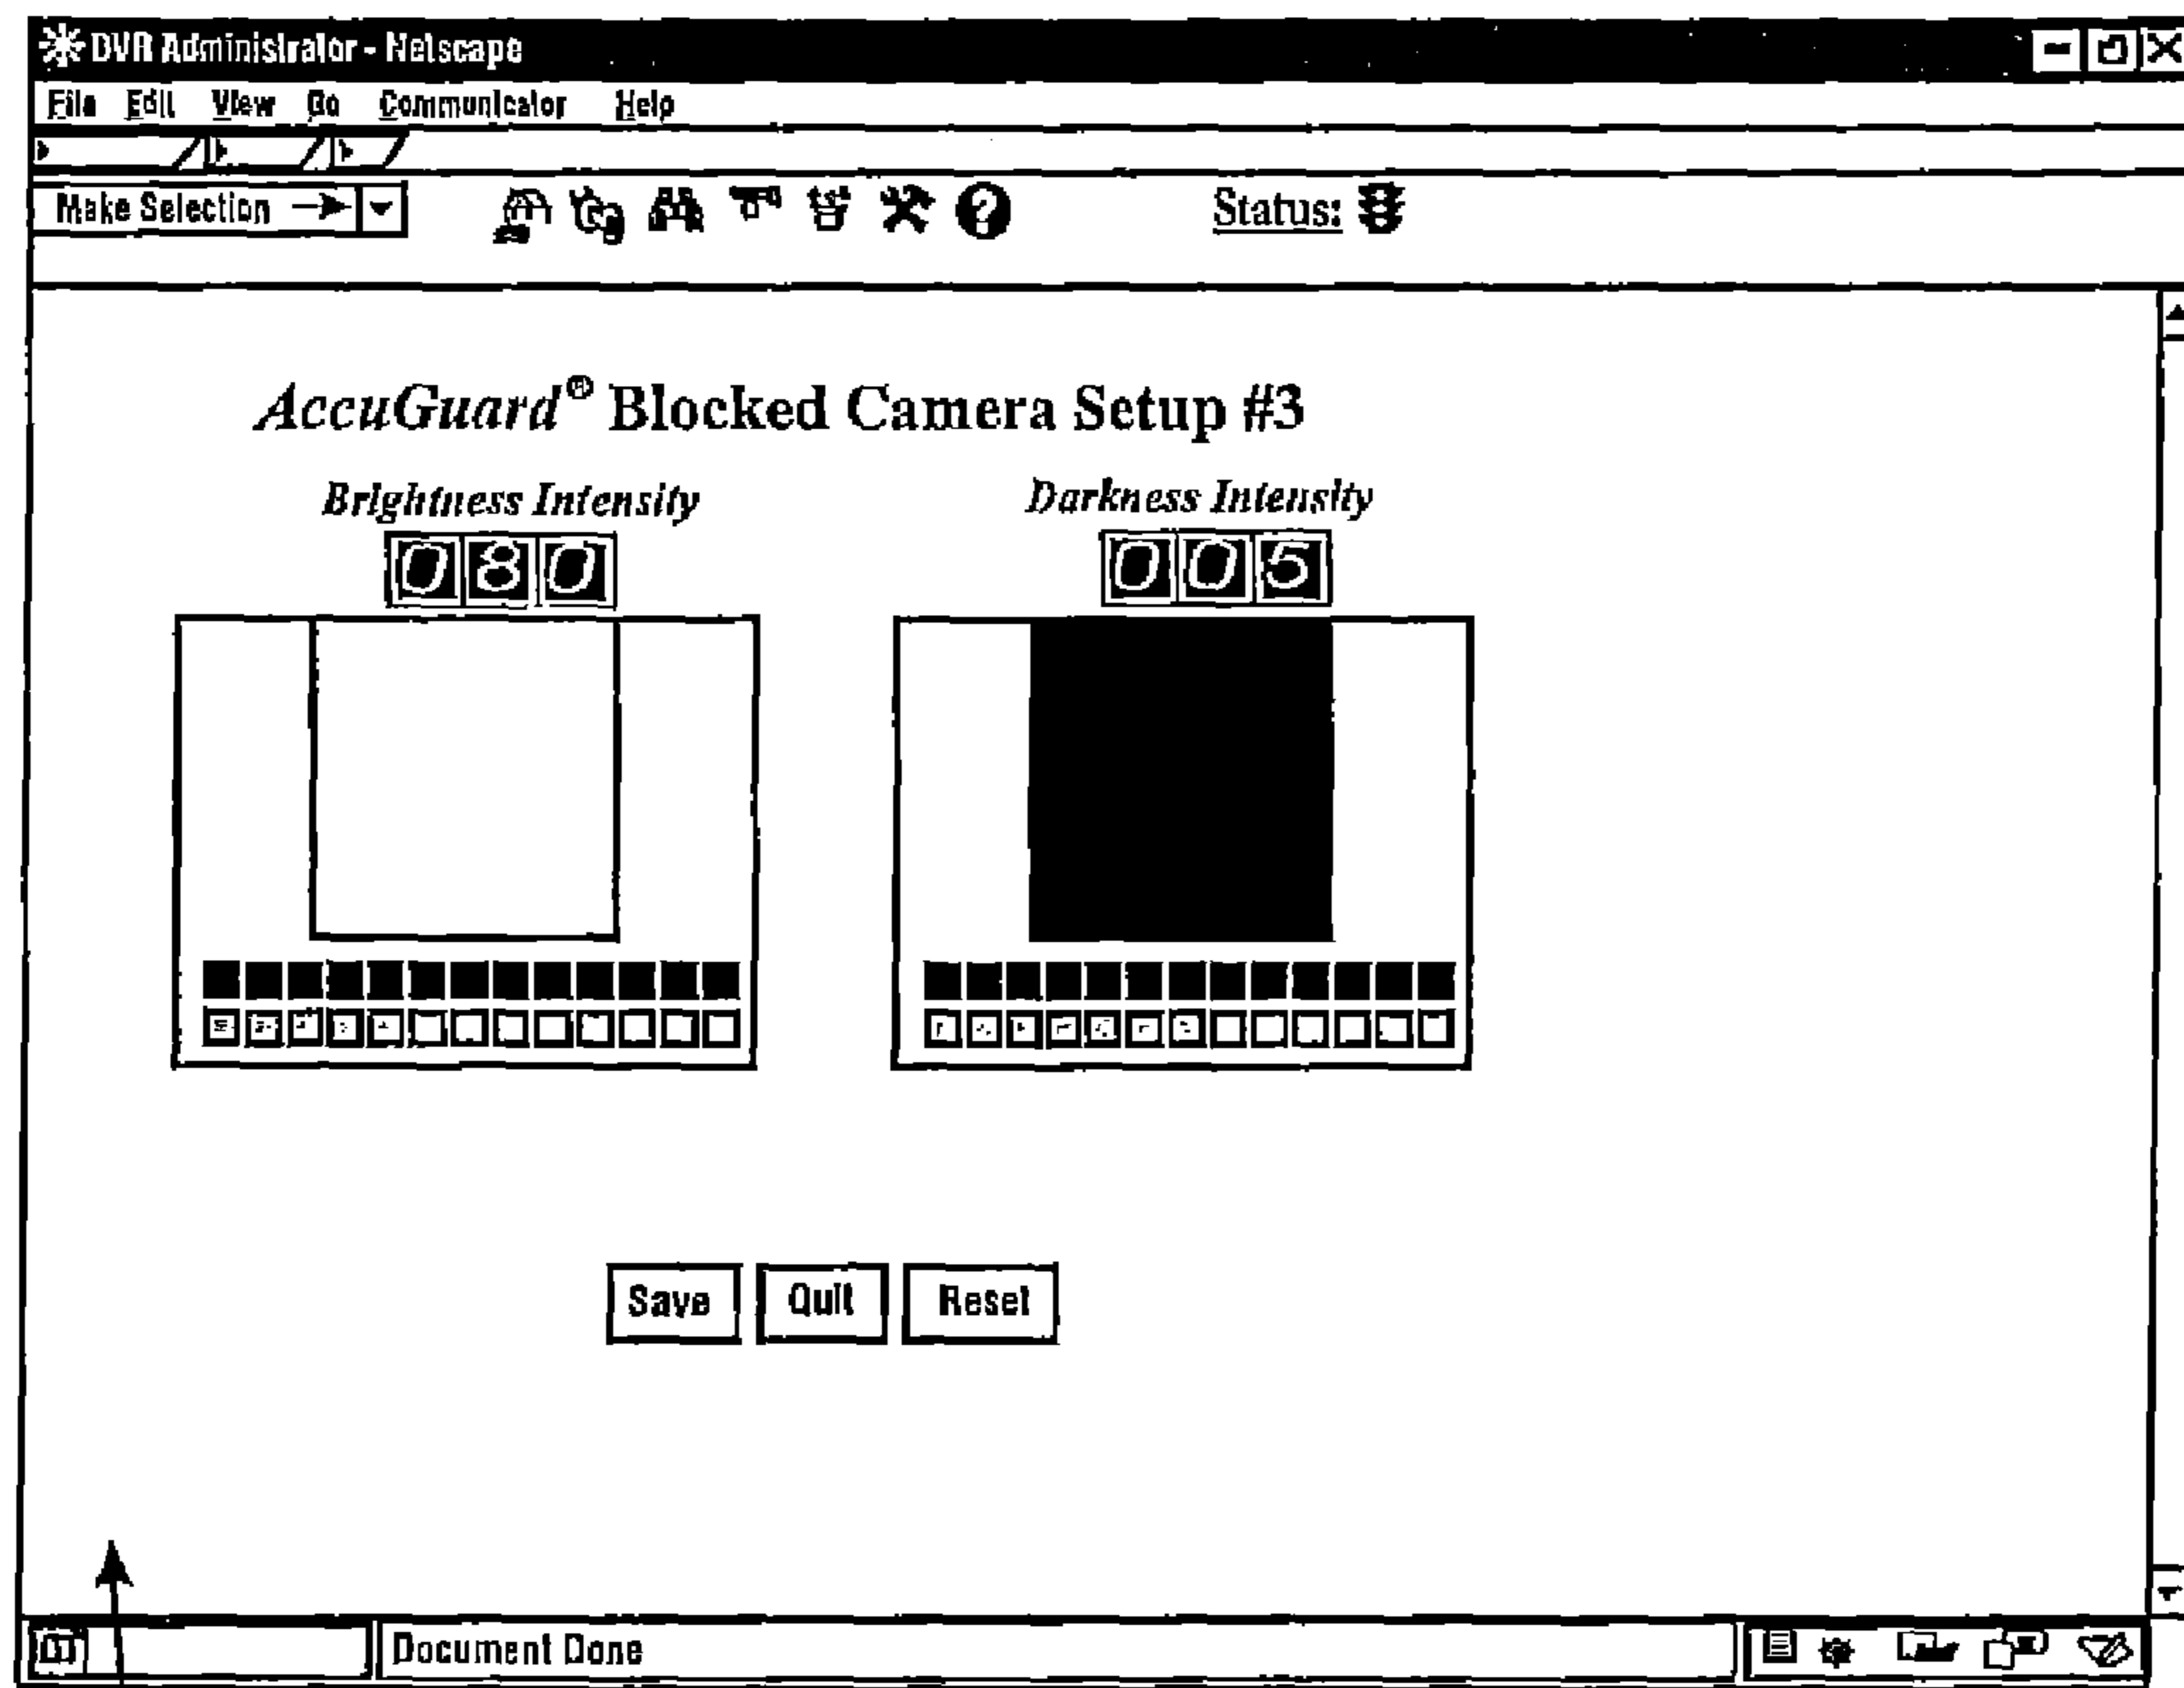 DVR Administrator - Netscape
File Edit View Go Communicator Help
Make Selection
Status:
AccuGuard® Blocked Camera Setup #3
Brightness Intensity Darkness Intensity
080 005
Save Quit Reset
Document Done